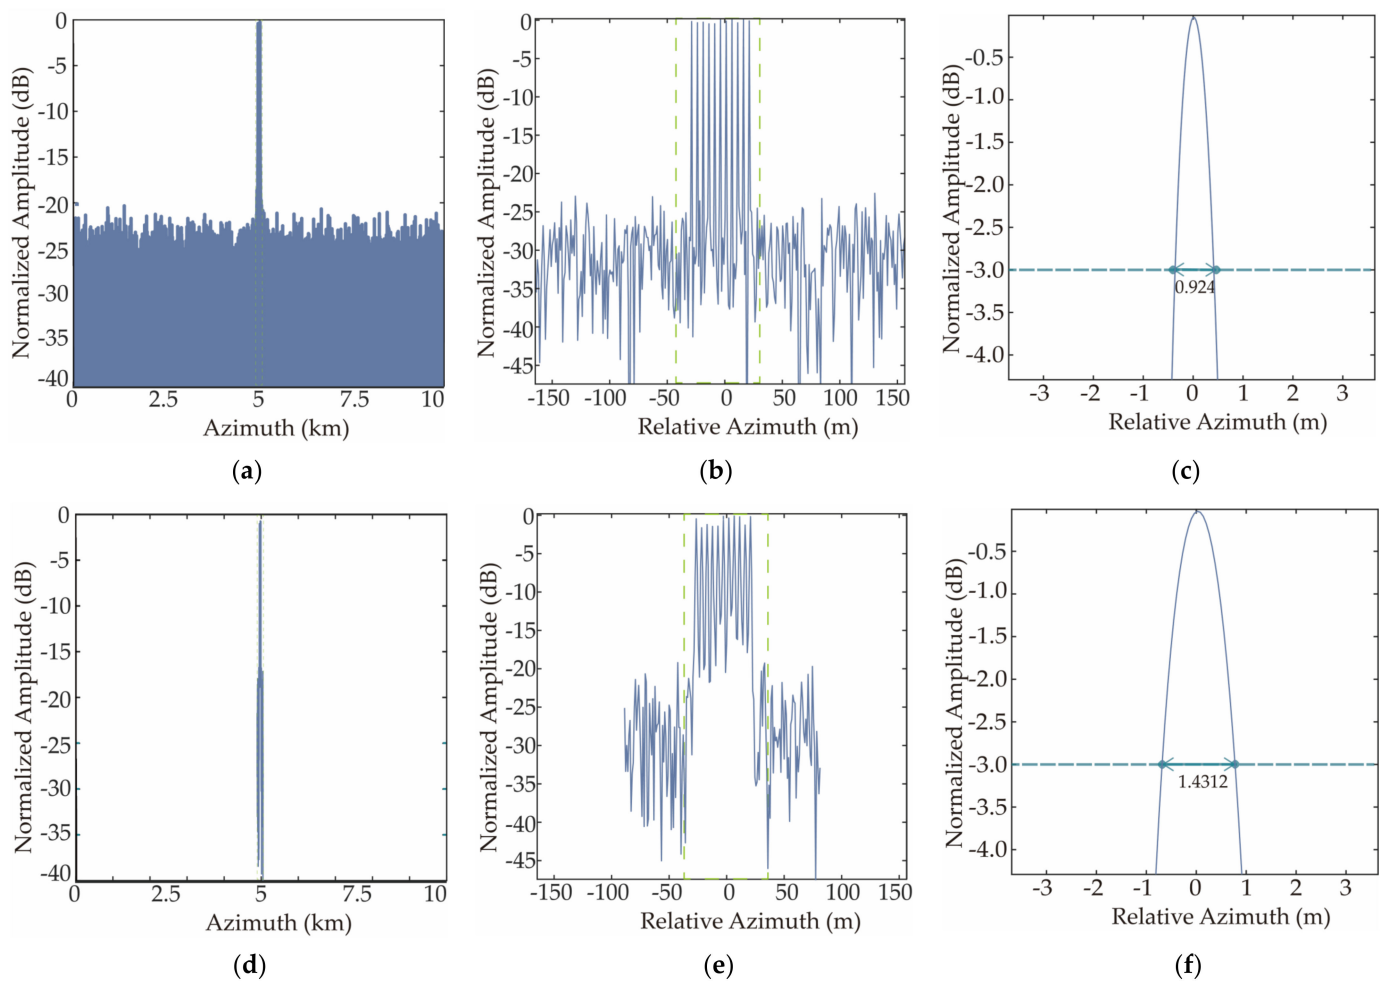 Normalized Amplitude (dB)
0
-5
-10
-15
-20
-25
-30
-35
-40
0 2.5 5 7.5 10
Azimuth (km)
(a)
Normalized Amplitude (dB)
0
-5
-10
-15
-20
-25
-30
-35
-40
-45
-150 -100 -50 0 50 100 150
Relative Azimuth (m)
(b)
Normalized Amplitude (dB)
-0.5
-1.0
-1.5
-2.0
-2.5
-3.0
-3.5
-4.0
0.924
-3 -2 -1 0 1 2 3
Relative Azimuth (m)
(c)
Normalized Amplitude (dB)
0
-5
-10
-15
-20
-25
-30
-35
-40
0 2.5 5 7.5 10
Azimuth (km)
(d)
Normalized Amplitude (dB)
0
-5
-10
-15
-20
-25
-30
-35
-40
-45
-150 -100 -50 0 50 100 150
Relative Azimuth (m)
(e)
Normalized Amplitude (dB)
-0.5
-1.0
-1.5
-2.0
-2.5
-3.0
-3.5
-4.0
1.4312
-3 -2 -1 0 1 2 3
Relative Azimuth (m)
(f)